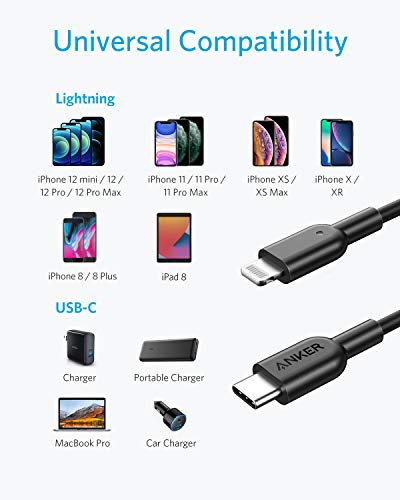 Universal Compatibility
Lightning
iPhone 12 mini / 12 /
12 Pro / 12 Pro Max
iPhone 11 / 11 Pro /
11 Pro Max
iPhone XS /
XS Max
iPhone X /
XR
iPhone 8 / 8 Plus
iPad 8
USB-C
Charger
Portable Charger
MacBook Pro
Car Charger
ANKER